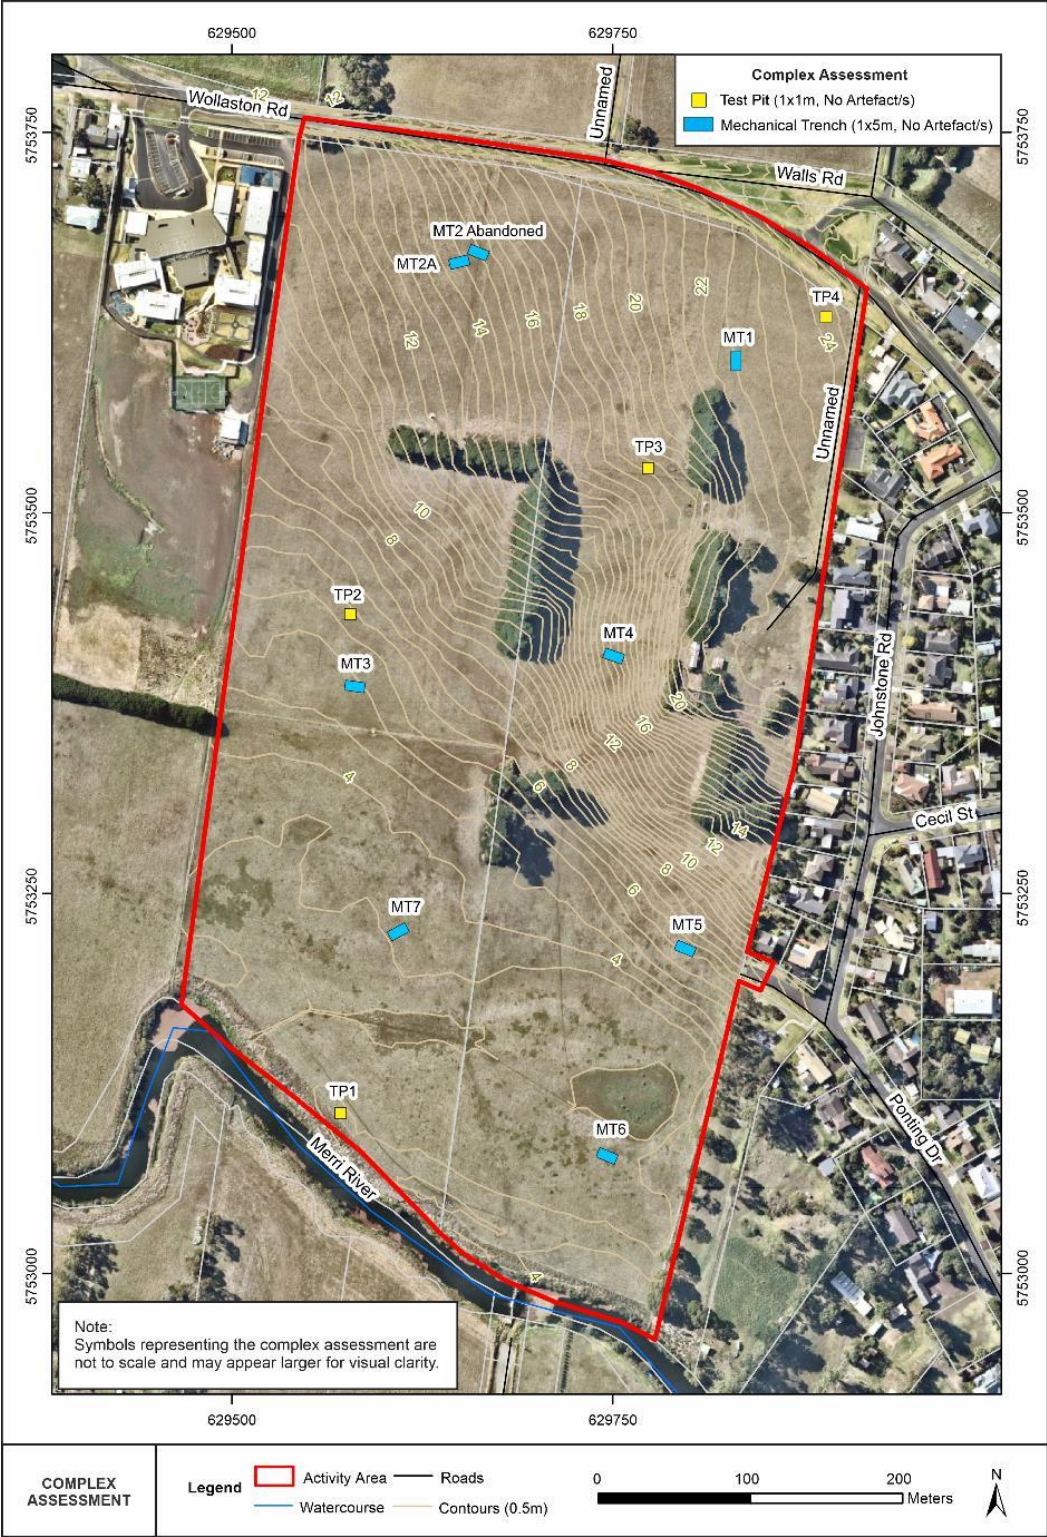 629500
629750
Complex Assessment
Test Pit (1x1m, No Artefact/s)
Mechanical Trench (1x5m, No Artefact/s)
Wollaston Rd
12
12
Unnamed
Walls Rd
5753750
5753750
MT2 Abandoned
MT2A
12
14
16
18
20
22
TP4
24
MT1
Unnamed
TP3
10
8
5753500
5753500
TP2
MT3
MT4
20
16
12
8
6
4
Johnstone Rd
Cecil St
14
12
10
8
6
4
5753250
5753250
MT7
MT5
TP1
MT6
Merri River
Ponting Dr
4
5753000
5753000
Note:
Symbols representing the complex assessment are
not to scale and may appear larger for visual clarity.
629500
629750
COMPLEX
ASSESSMENT
Legend
Activity Area
Roads
Watercourse
Contours (0.5m)
0
100
200
Meters
N